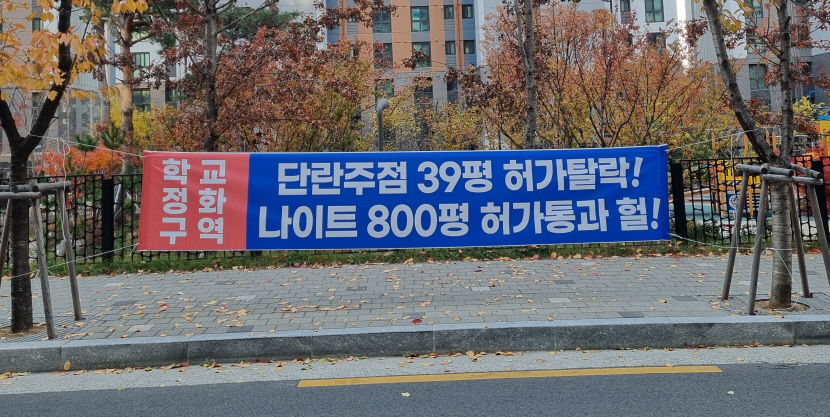 학교
정화
구역
단란주점 39평 허가탈락!
나이트 800평 허가통과 헐!